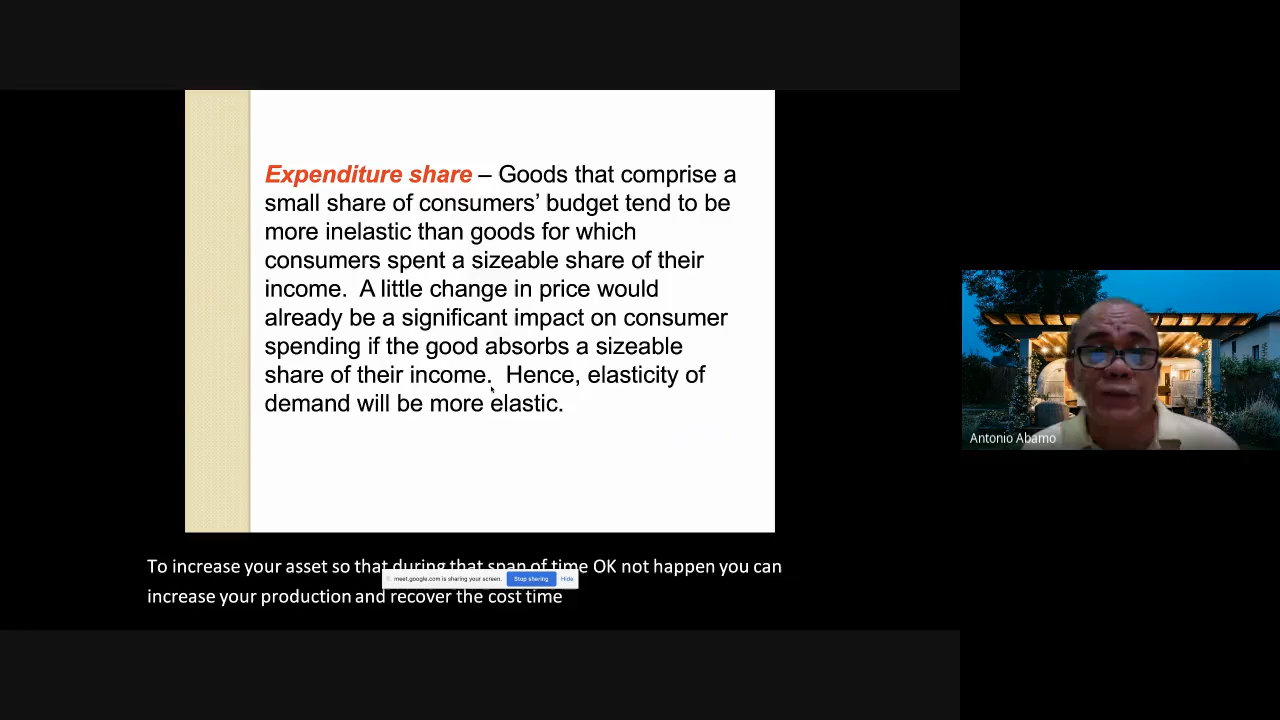 Expenditure share – Goods that comprise a
small share of consumers’ budget tend to be
more inelastic than goods for which
consumers spent a sizeable share of their
income.  A little change in price would
already be a significant impact on consumer
spending if the good absorbs a sizeable
share of their income.  Hence, elasticity of
demand will be more elastic.
Antonio Abamo
To increase your asset so that during that span of time OK not happen you can
meet.google.com is sharing your screen. Stop sharing Hide
increase your production and recover the cost time